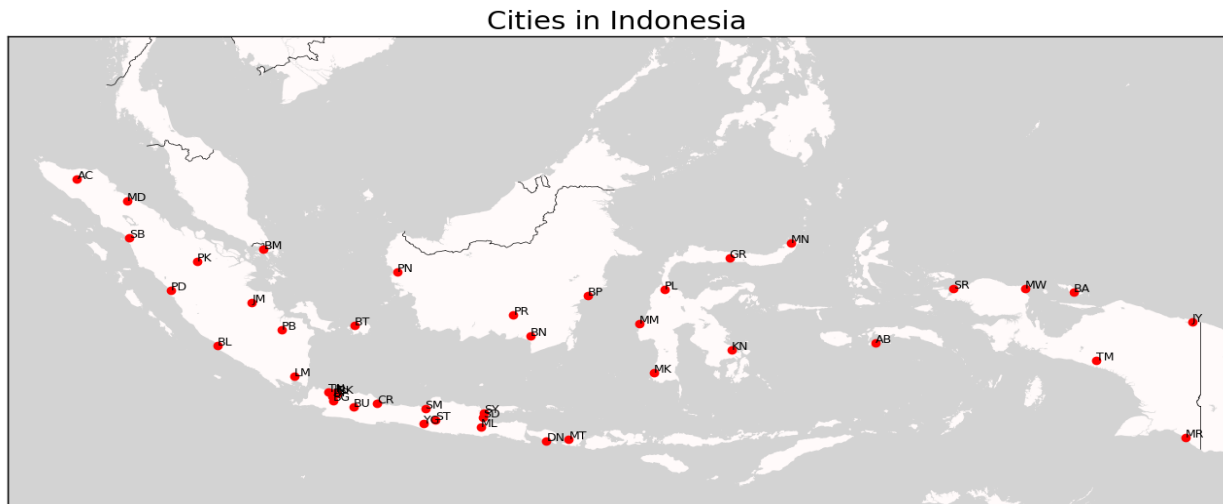 Cities in Indonesia
AC
MD
SB
BM
MN
PK
GR
PN
PL
SR
MW
BA
PD
BP
JM
PR
JY
MM
BT
PB
BN
AB
BL
KN
TM
MK
LM
BG
BU
CR
SM
SY
YG
ST
ML
DN
MT
MR